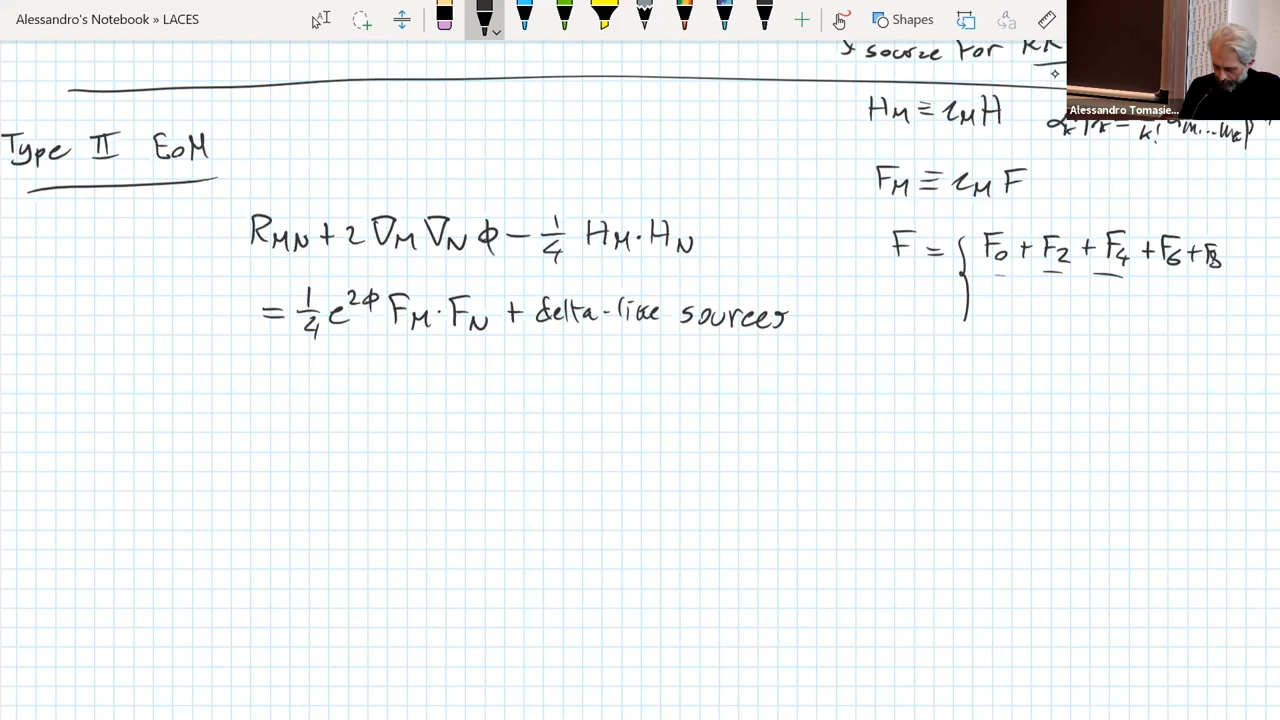 Alessandro's Notebook » LACES
Shapes
source for
Alessandro Tomasie...
H_M ≡ ι_M H
Type II EoM
F_M ≡ ι_M F
R_MN + 2 ∇_M ∇_N φ − 1/4 H_M · H_N
F = { F_0 + F_2 + F_4 + F_6 + F_8
= 1/4 e^{2φ} F_M · F_N + delta-like sources